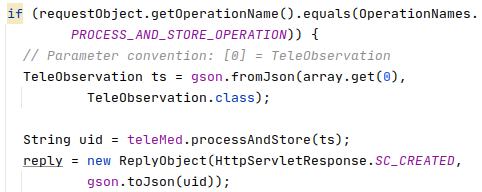 if (requestObject.getOperationName().equals(OperationNames.
PROCESS_AND_STORE_OPERATION)) {
// Parameter convention: [0] = TeleObservation
TeleObservation ts = gson.fromJson(array.get(0),
TeleObservation.class);
String uid = teleMed.processAndStore(ts);
reply = new ReplyObject(HttpServletResponse.SC_CREATED,
gson.toJson(uid));